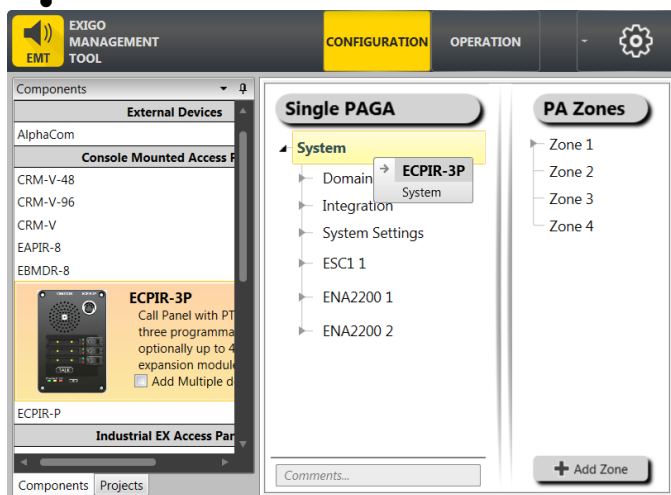 EXIGO
MANAGEMENT
TOOL
EMT
CONFIGURATION
OPERATION
Components
External Devices
AlphaCom
Console Mounted Access
CRM-V-48
CRM-V-96
CRM-V
EAPIR-8
EBMDR-8
ECPIR-3P
Call Panel with PT
three programma
optionally up to 4
expansion modul
Add Multiple d
TALK
ECPIR-P
Industrial EX Access Par
Components
Projects
Single PAGA
System
Domain
ECPIR-3P
System
Integration
System Settings
ESC1 1
ENA2200 1
ENA2200 2
Comments...
PA Zones
Zone 1
Zone 2
Zone 3
Zone 4
Add Zone